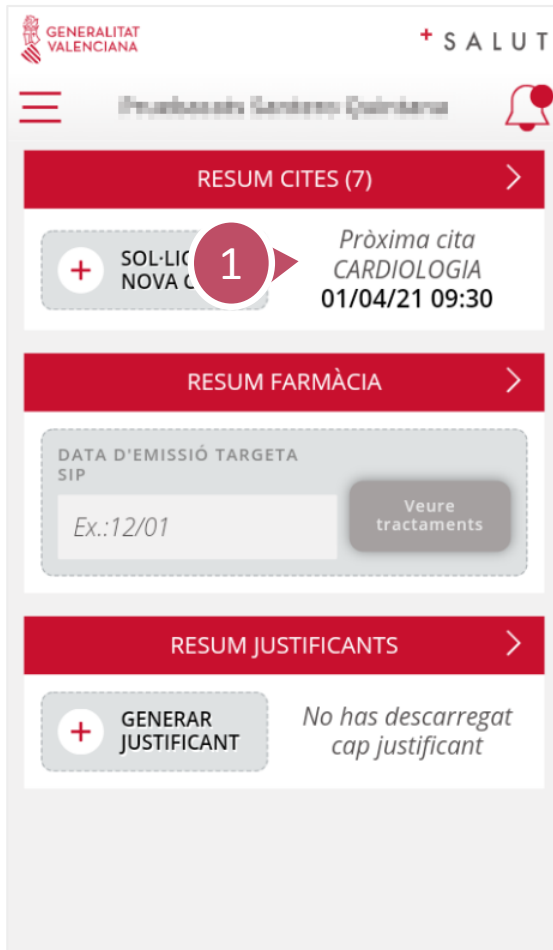 GENERALITAT
VALENCIANA
+ SALUT
RESUM CITES (7)
SOL·LIC
NOVA C
1
Pròxima cita
CARDIOLOGIA
01/04/21 09:30
RESUM FARMÀCIA
DATA D'EMISSIÓ TARGETA
SIP
Ex.:12/01
Veure
tractaments
RESUM JUSTIFICANTS
GENERAR
JUSTIFICANT
No has descarregat
cap justificant